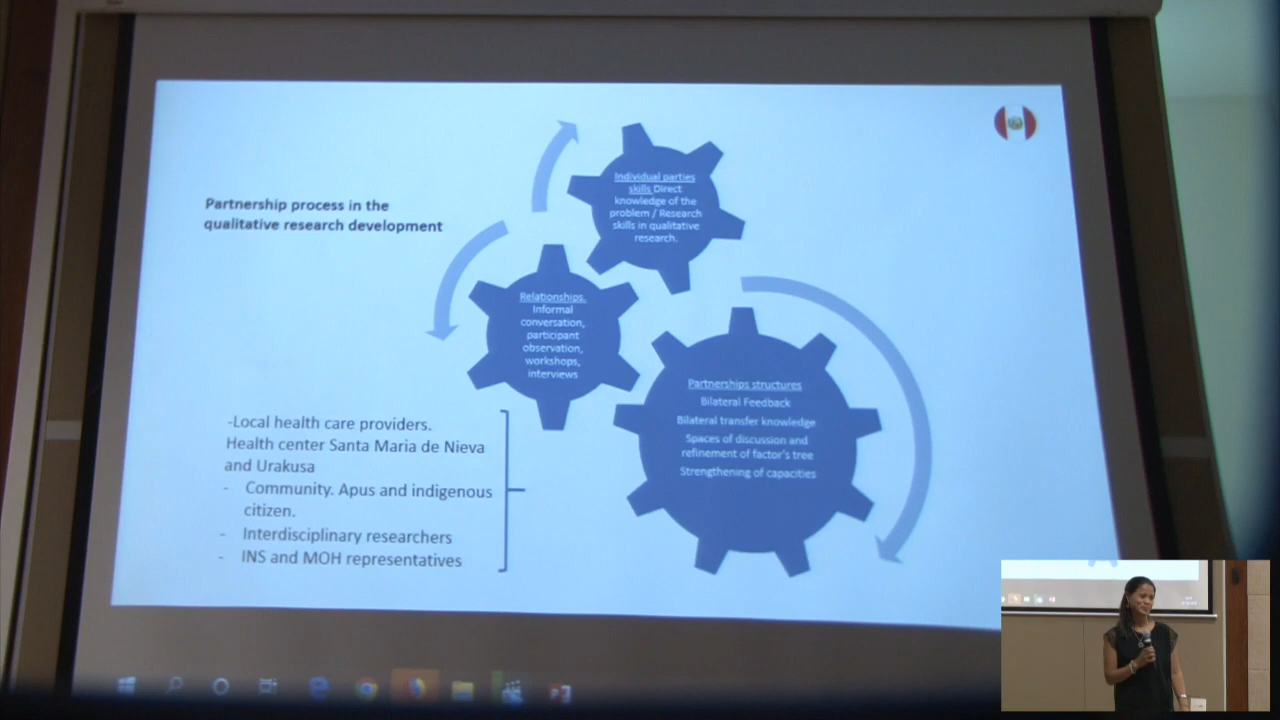 Partnership process in the
qualitative research development
Individual parties
skills Direct
knowledge of the
problem / Research
skills in qualitative
research.
Relationships.
Informal
conversation,
participant
observation,
workshops,
interviews
Partnerships structures
Bilateral Feedback
Bilateral transfer knowledge
Spaces of discussion and
refinement of factor's tree
Strengthening of capacities
-Local health care providers.
Health center Santa Maria de Nieva
and Urakusa
- Community. Apus and indigenous
citizen.
- Interdisciplinary researchers
- INS and MOH representatives